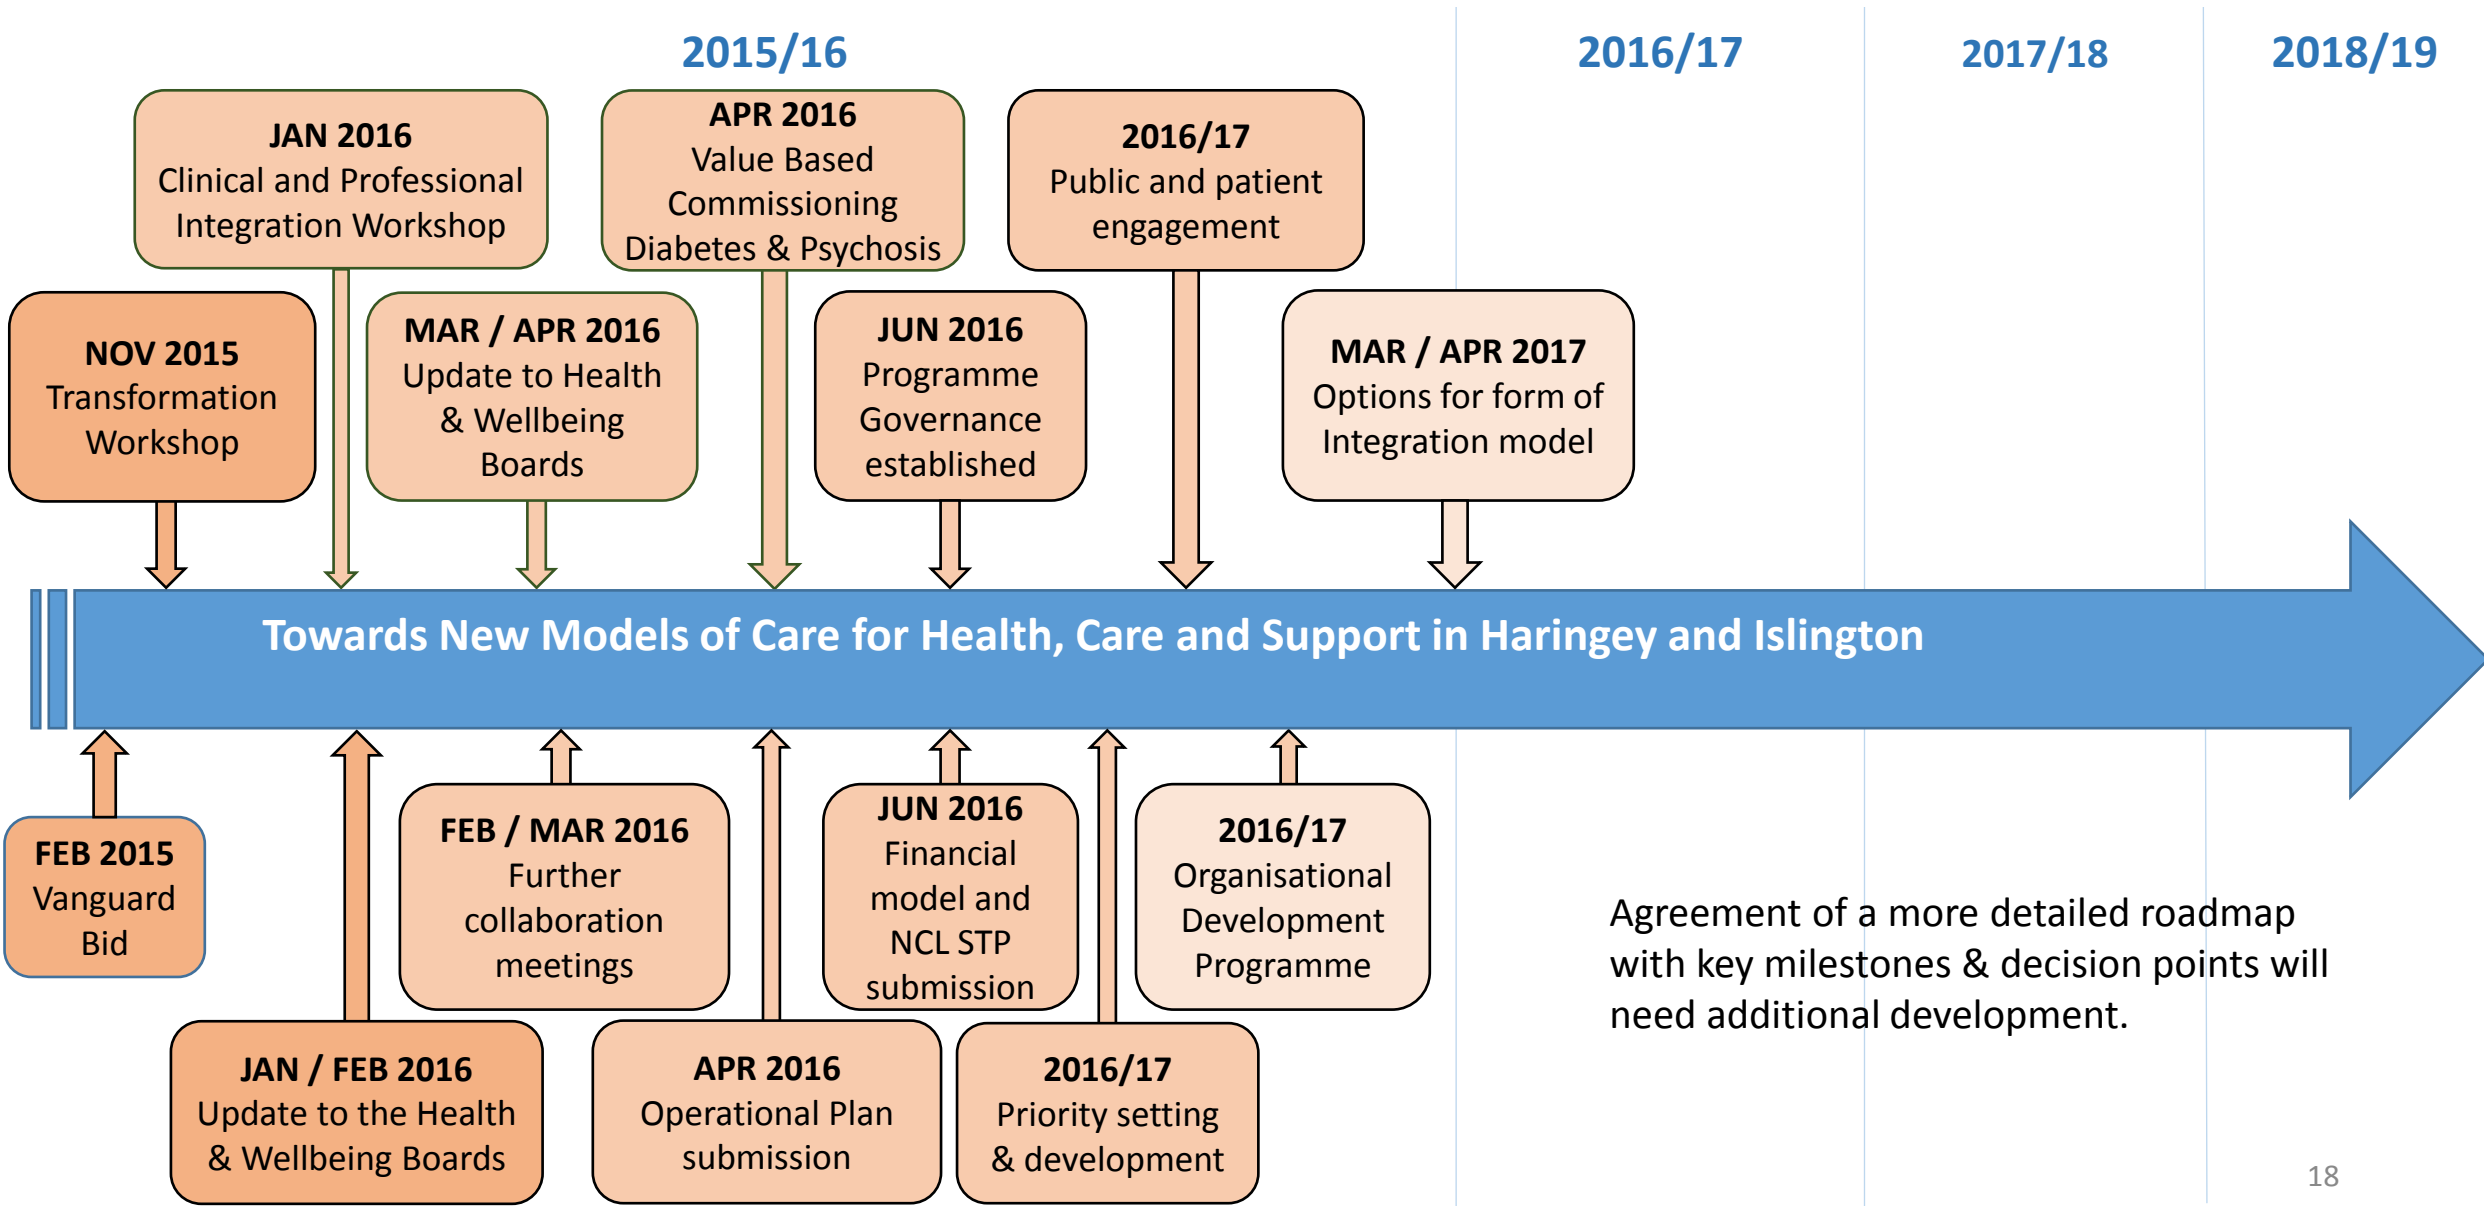 2015/16
2016/17
2017/18
2018/19
JAN 2016
Clinical and Professional
Integration Workshop
APR 2016
Value Based
Commissioning
Diabetes & Psychosis
2016/17
Public and patient
engagement
NOV 2015
Transformation
Workshop
MAR / APR 2016
Update to Health
& Wellbeing
Boards
JUN 2016
Programme
Governance
established
MAR / APR 2017
Options for form of
Integration model
Towards New Models of Care for Health, Care and Support in Haringey and Islington
FEB 2015
Vanguard
Bid
FEB / MAR 2016
Further
collaboration
meetings
JUN 2016
Financial
model and
NCL STP
submission
2016/17
Organisational
Development
Programme
JAN / FEB 2016
Update to the Health
& Wellbeing Boards
APR 2016
Operational Plan
submission
2016/17
Priority setting
& development
Agreement of a more detailed roadmap
with key milestones & decision points will
need additional development.
18